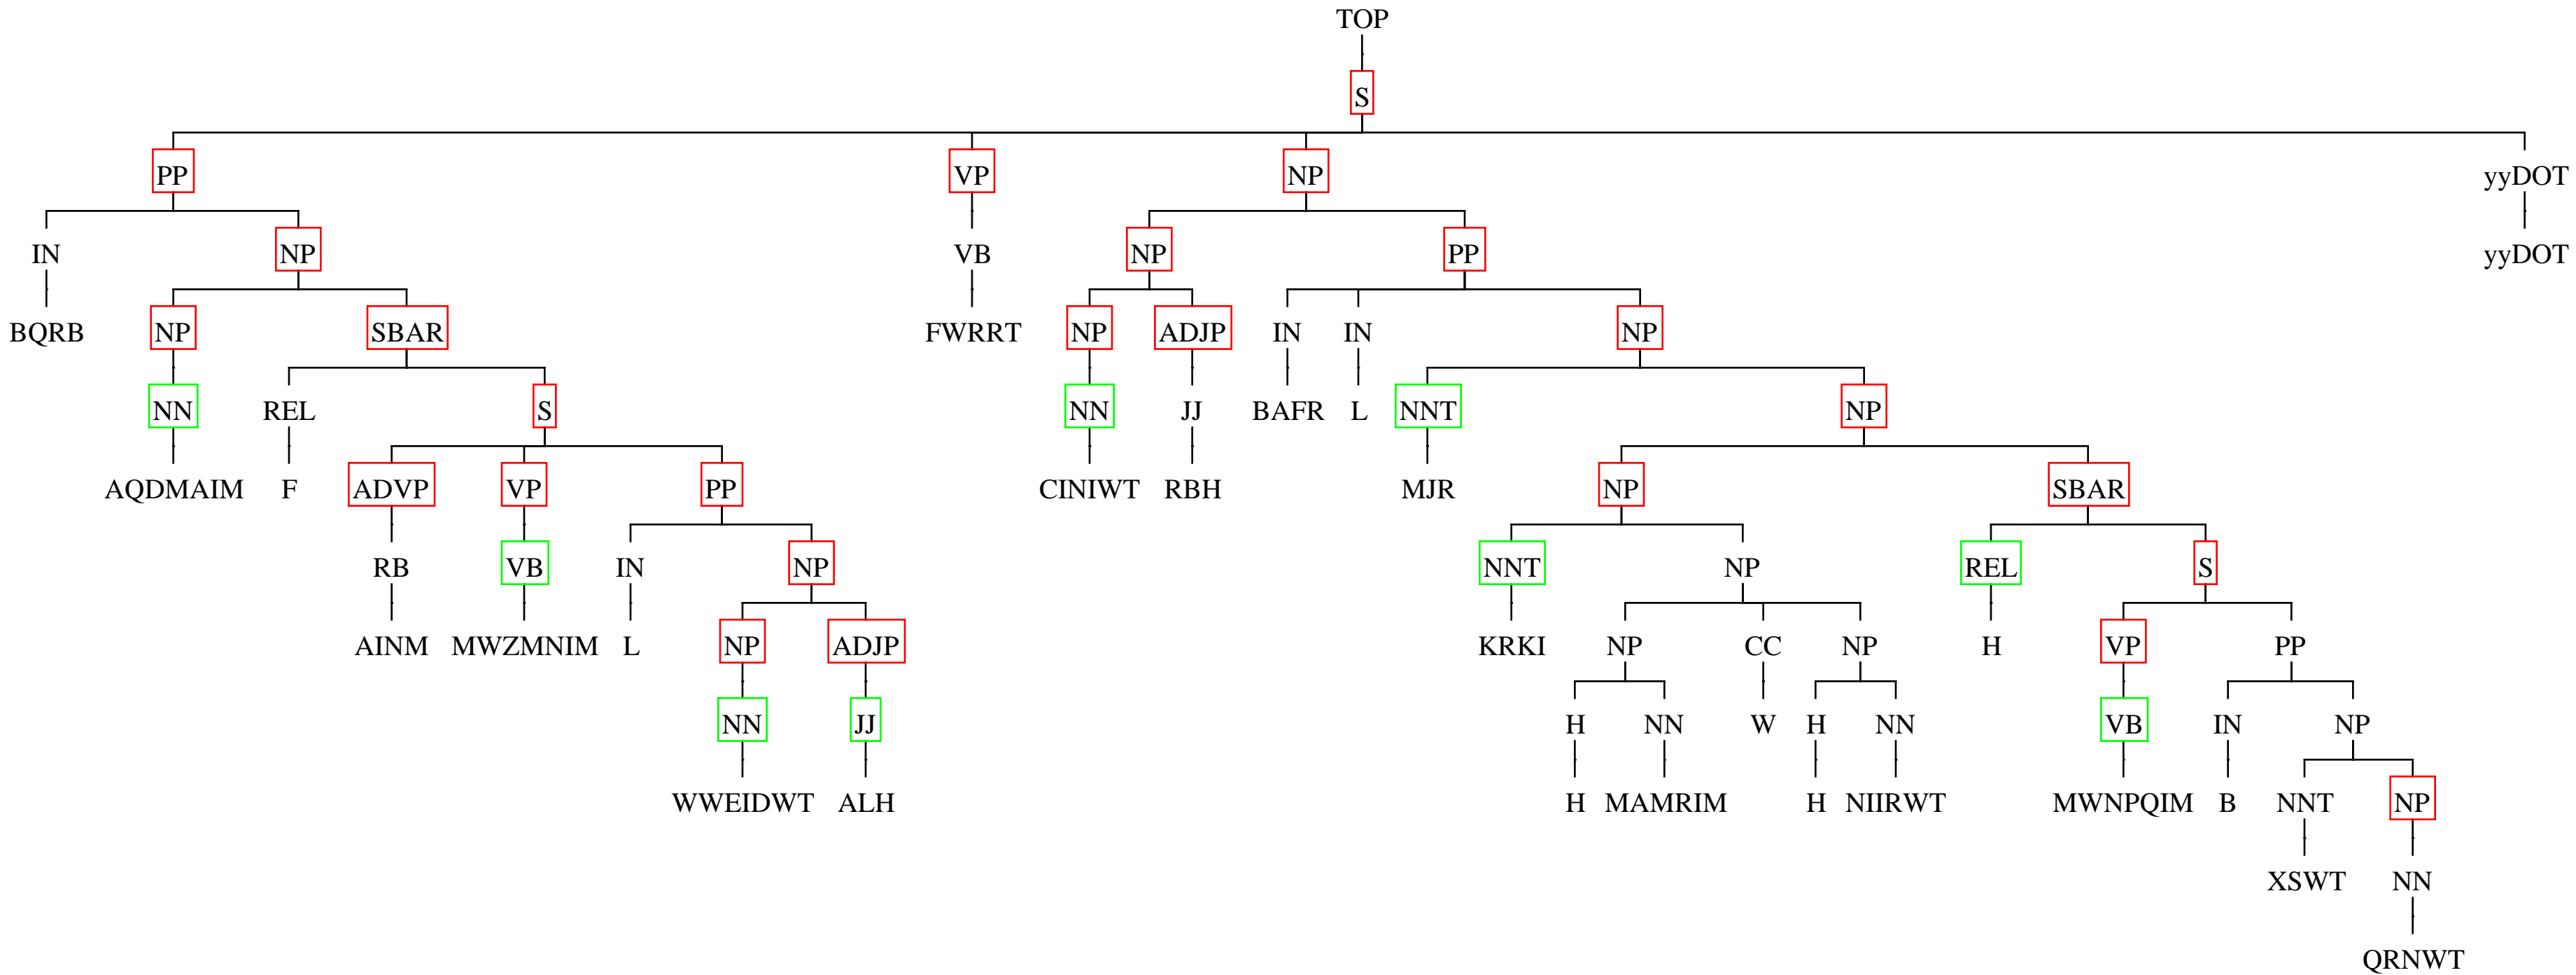 TOP
S
PP VP NP yyDOT
IN NP VB NP PP yyDOT
BQRB NP SBAR FWRRT NP ADJP IN IN NP
NN REL S NN JJ BAFR L NNT NP
AQDMAIM F ADVP VP PP CINIWT RBH MJR NP SBAR
RB VB IN NP NNT NP REL S
AINM MWZMNIM L NP ADJP KRKI NP CC NP H VP PP
NN JJ H NN W H NN VB IN NP
WWEIDWT ALH H MAMRIM H NIIRWT MWNPQIM B NNT NP
XSWT NN
QRNWT